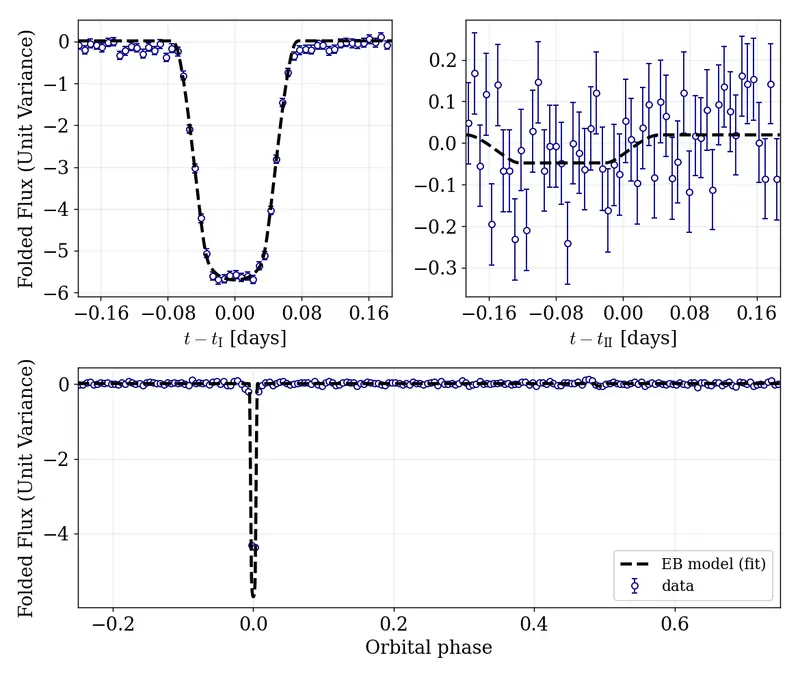 Folded Flux (Unit Variance)
0
−1
−2
−3
−4
−5
−6
−0.16 −0.08 0.00 0.08 0.16
t − t_I [days]
0.2
0.1
0.0
−0.1
−0.2
−0.3
−0.16 −0.08 0.00 0.08 0.16
t − t_II [days]
Folded Flux (Unit Variance)
0
−2
−4
EB model (fit)
data
−0.2 0.0 0.2 0.4 0.6
Orbital phase